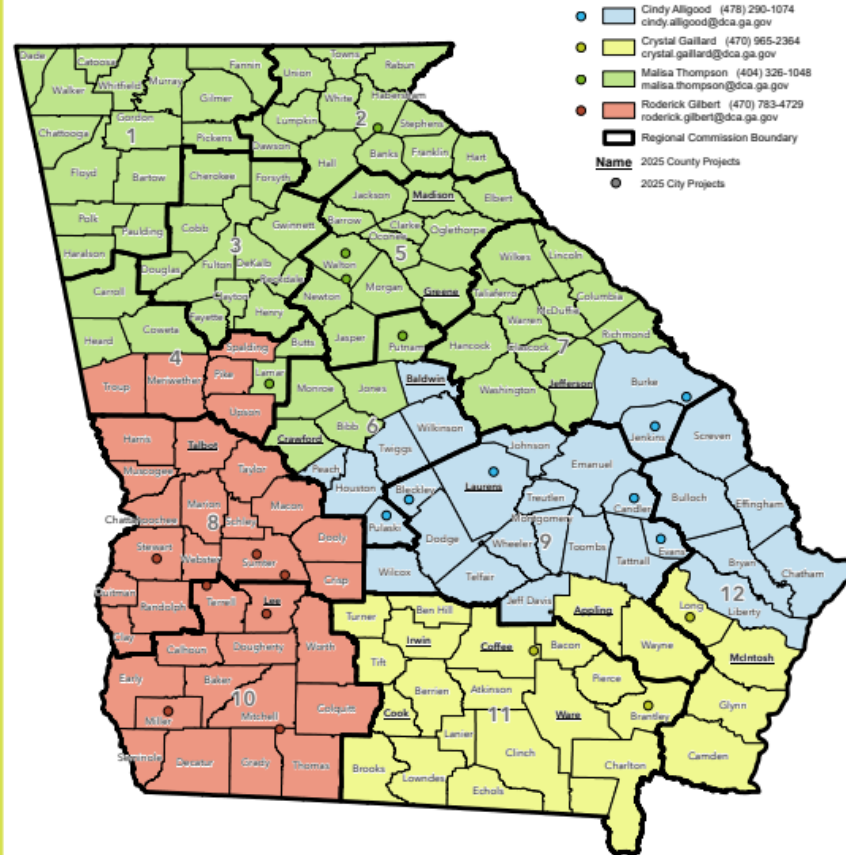 Cindy Alligood (478) 290-1074
cindy.alligood@dca.ga.gov
Crystal Gaillard (470) 965-2364
crystal.gaillard@dca.ga.gov
Malisa Thompson (404) 326-1048
malisa.thompson@dca.ga.gov
Roderick Gilbert (470) 783-4729
roderick.gilbert@dca.ga.gov
Regional Commission Boundary
Name 2025 County Projects
2025 City Projects
Dade Catoosa Fannin Towns Rabun
Walker Whitfield Murray Union
Gilmer White Habersham
Chattooga Gordon Lumpkin 2 Stephens
1 Pickens Dawson
Floyd Bartow Cherokee Forsyth Hall Banks Franklin Hart
Jackson Madison Elbert
Polk Paulding Cobb Gwinnett Barrow Clarke Oglethorpe
Haralson 3 Oconee
Douglas Fulton DeKalb Rockdale Walton 5 Wilkes Lincoln
Carroll Clayton Newton Morgan Greene Taliaferro Columbia
Fayette Henry McDuffie
Heard Coweta Butts Jasper Putnam Hancock Warren Richmond
4 Spalding Glascock 7
Troup Meriwether Pike Lamar Monroe Jones Baldwin Washington Jefferson Burke
Upson Bibb 6 Wilkinson Jenkins Screven
Harris Talbot Crawford Twiggs Johnson
Muscogee Taylor Peach Houston Bleckley Laurens Emanuel Bulloch Effingham
Chattahoochee Marion Macon Treutlen Candler
8 Schley Pulaski Montgomery
Stewart Webster Sumter Dooly Dodge Wheeler 9 Toombs Tattnall Evans Bryan Chatham
Quitman Crisp Wilcox Telfair 12
Randolph Terrell Lee Jeff Davis Appling Long Liberty
Clay Turner Ben Hill
Calhoun Dougherty Worth Irwin Coffee Bacon Wayne McIntosh
Early Baker Tift Pierce
10 Berrien Atkinson Glynn
Miller Mitchell Colquitt Cook 11 Ware Brantley
Lanier Clinch Camden
Seminole Decatur Grady Thomas Brooks Lowndes Charlton
Echols